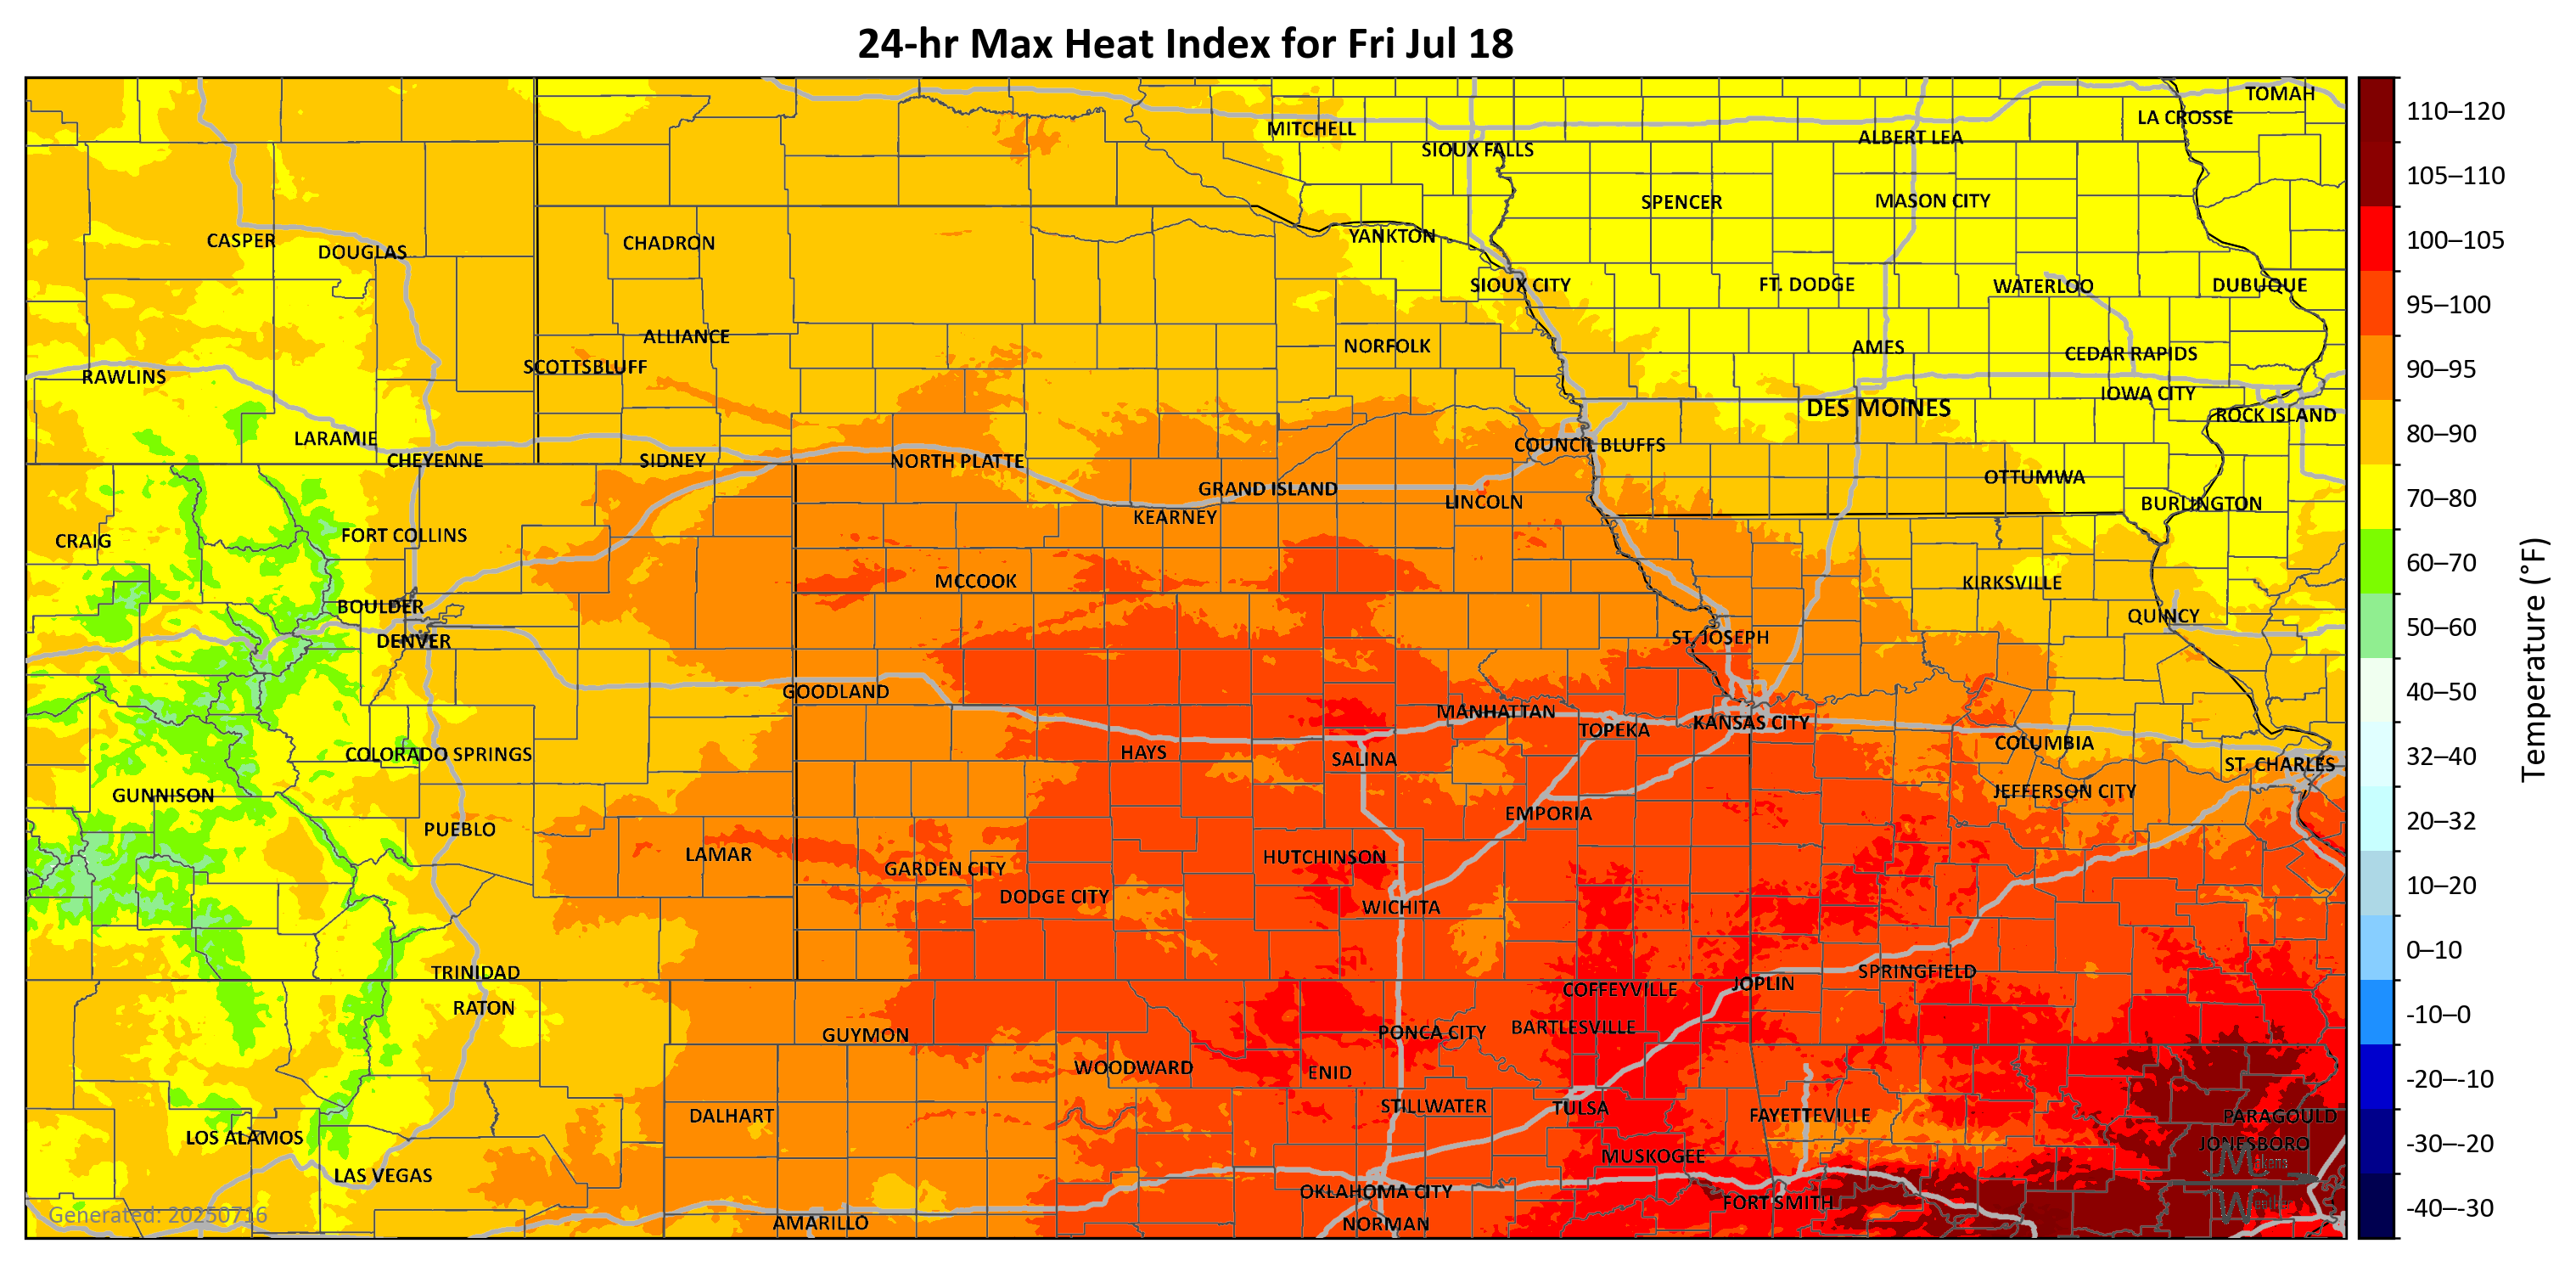 24-hr Max Heat Index for Fri Jul 18
TOMAH
LA CROSSE
MITCHELL
ALBERT LEA
SIOUX FALLS
SPENCER
MASON CITY
YANKTON
CASPER
CHADRON
DOUGLAS
SIOUX CITY
FT. DODGE
WATERLOO
DUBUQUE
ALLIANCE
NORFOLK
AMES
CEDAR RAPIDS
SCOTTSBLUFF
RAWLINS
IOWA CITY
DES MOINES
ROCK ISLAND
LARAMIE
COUNCIL BLUFFS
CHEYENNE
SIDNEY
NORTH PLATTE
OTTUMWA
GRAND ISLAND
LINCOLN
BURLINGTON
KEARNEY
FORT COLLINS
CRAIG
MCCOOK
KIRKSVILLE
BOULDER
QUINCY
DENVER
ST. JOSEPH
GOODLAND
MANHATTAN
KANSAS CITY
TOPEKA
COLUMBIA
COLORADO SPRINGS
HAYS
SALINA
ST. CHARLES
GUNNISON
JEFFERSON CITY
EMPORIA
PUEBLO
LAMAR
HUTCHINSON
GARDEN CITY
DODGE CITY
WICHITA
TRINIDAD
SPRINGFIELD
JOPLIN
COFFEYVILLE
RATON
BARTLESVILLE
PONCA CITY
GUYMON
WOODWARD
ENID
STILLWATER
TULSA
DALHART
FAYETTEVILLE
PARAGOULD
LOS ALAMOS
JONESBORO
MUSKOGEE
Makens
LAS VEGAS
OKLAHOMA CITY
FORT SMITH
Weather
Generated: 20250716
AMARILLO
NORMAN
110–120
105–110
100–105
95–100
90–95
80–90
70–80
60–70
50–60
40–50
32–40
20–32
10–20
0–10
-10–0
-20–-10
-30–-20
-40–-30
Temperature (°F)